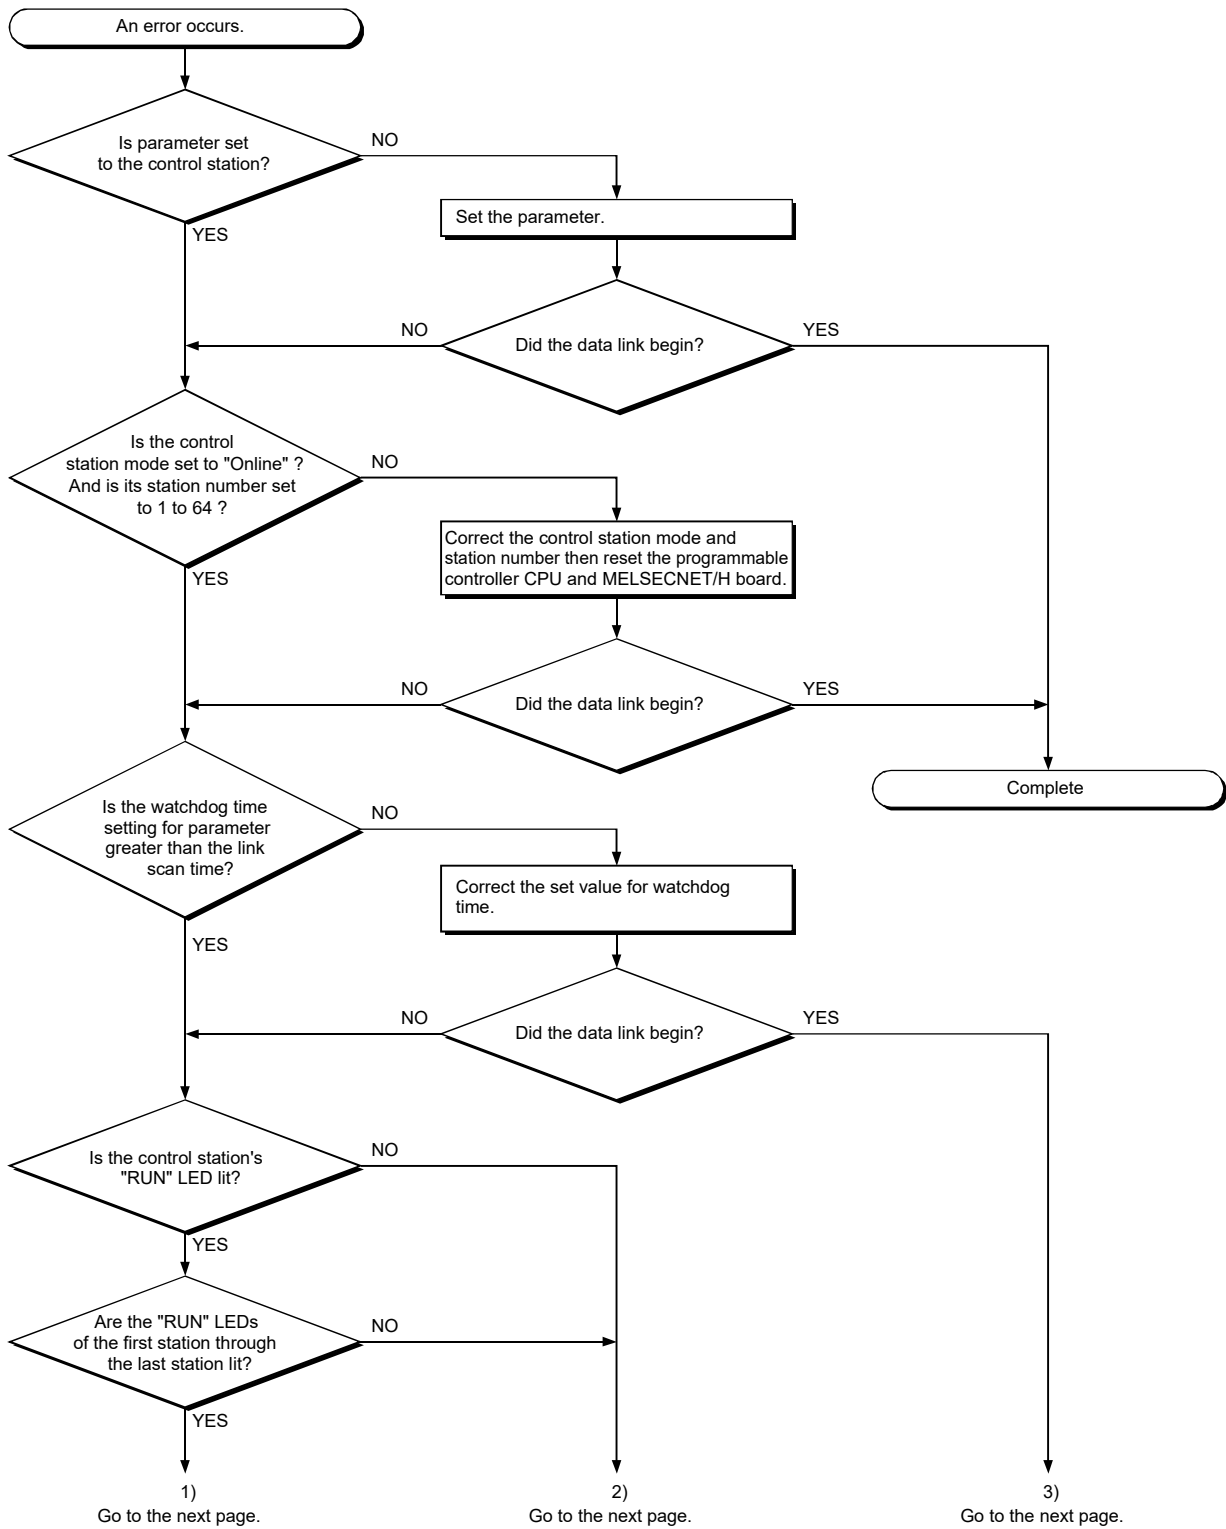 An error occurs.
Is parameter set
to the control station?
NO
YES
Set the parameter.
Did the data link begin?
NO
YES
Is the control
station mode set to "Online" ?
And is its station number set
to 1 to 64 ?
NO
YES
Correct the control station mode and
station number then reset the programmable
controller CPU and MELSECNET/H board.
Did the data link begin?
NO
YES
Complete
Is the watchdog time
setting for parameter
greater than the link
scan time?
NO
YES
Correct the set value for watchdog
time.
Did the data link begin?
NO
YES
Is the control station's
"RUN" LED lit?
NO
YES
Are the "RUN" LEDs
of the first station through
the last station lit?
NO
YES
1)
Go to the next page.
2)
Go to the next page.
3)
Go to the next page.